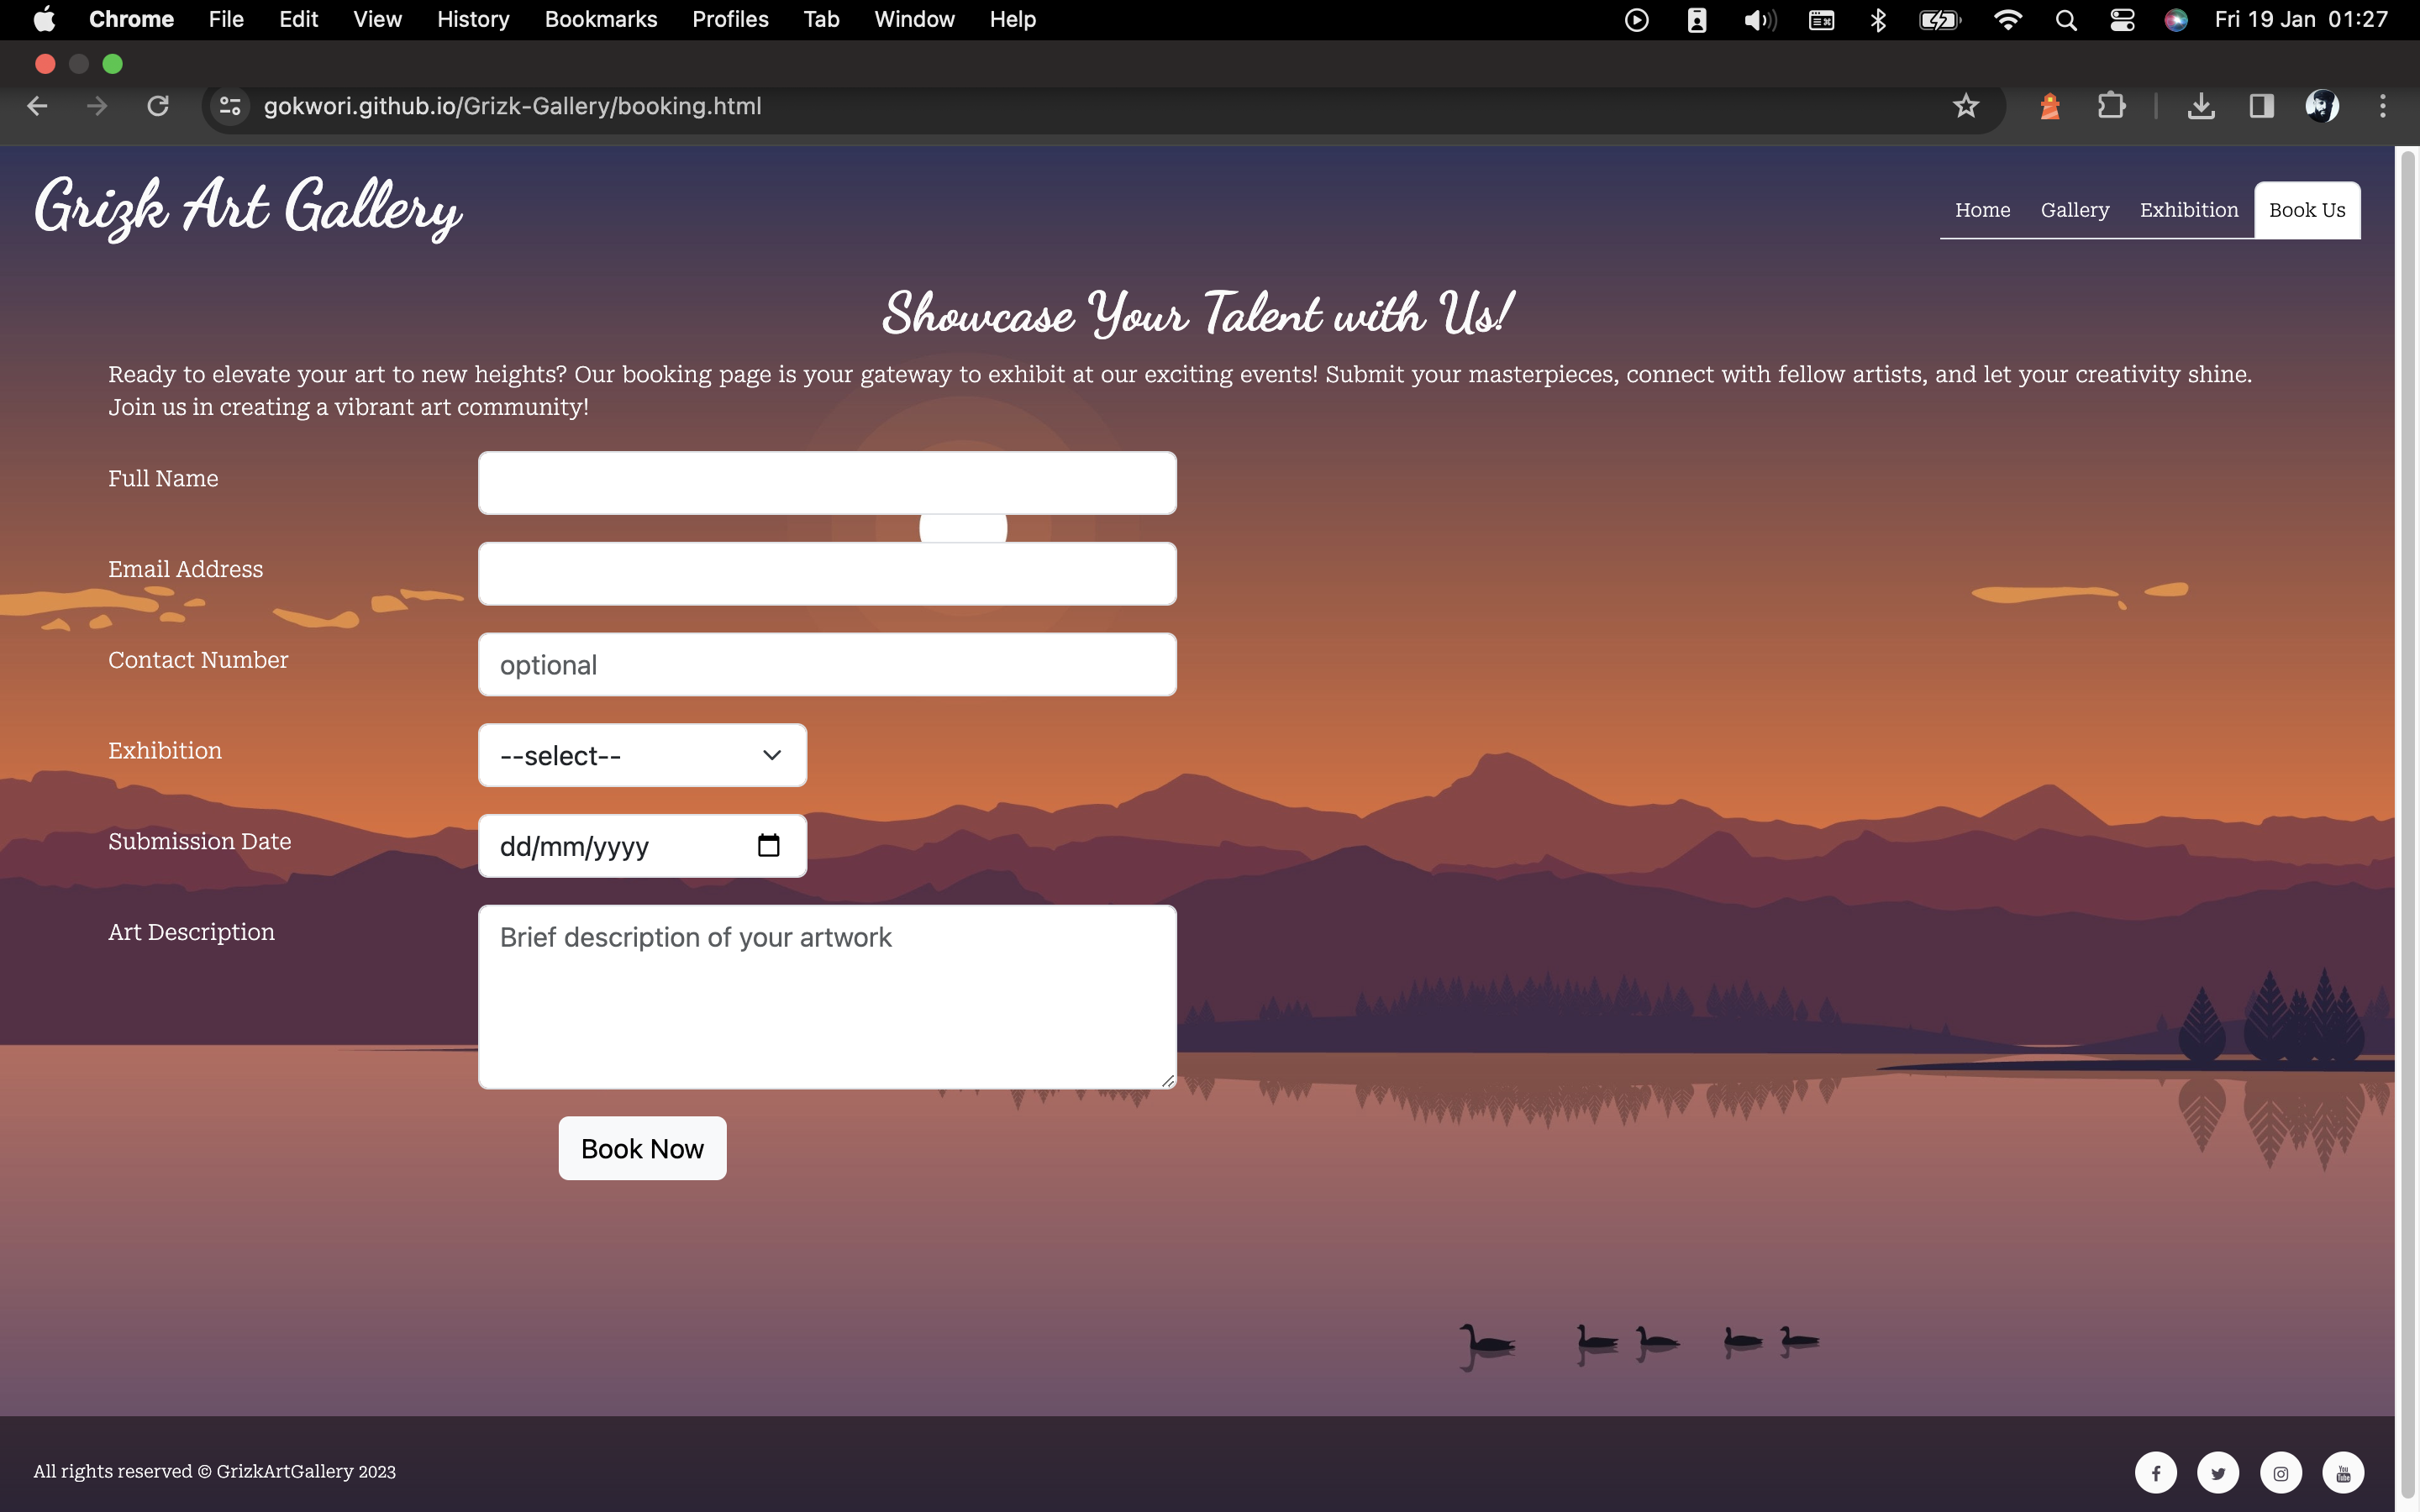 Chrome File Edit View History Bookmarks Profiles Tab Window Help Fri 19 Jan 01:27
gokwori.github.io/Grizk-Gallery/booking.html
Grizk Art Gallery
Home Gallery Exhibition Book Us
Showcase Your Talent with Us!
Ready to elevate your art to new heights? Our booking page is your gateway to exhibit at our exciting events! Submit your masterpieces, connect with fellow artists, and let your creativity shine.
Join us in creating a vibrant art community!
Full Name
Email Address
Contact Number optional
Exhibition --select--
Submission Date dd/mm/yyyy
Art Description Brief description of your artwork
Book Now
All rights reserved © GrizkArtGallery 2023
You
Tube